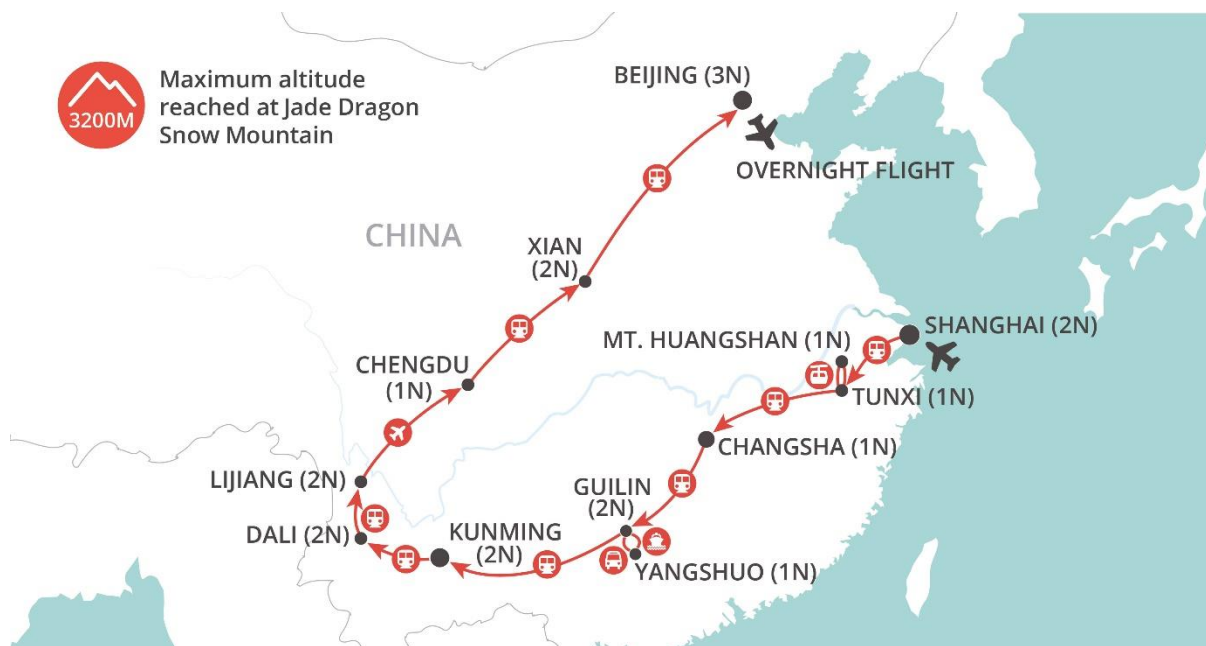 3200M
Maximum altitude
reached at Jade Dragon
Snow Mountain
BEIJING (3N)
OVERNIGHT FLIGHT
CHINA
XIAN
(2N)
SHANGHAI (2N)
MT. HUANGSHAN (1N)
CHENGDU
(1N)
TUNXI (1N)
CHANGSHA (1N)
LIJIANG (2N)
GUILIN
(2N)
DALI (2N)
KUNMING
(2N)
YANGSHUO (1N)